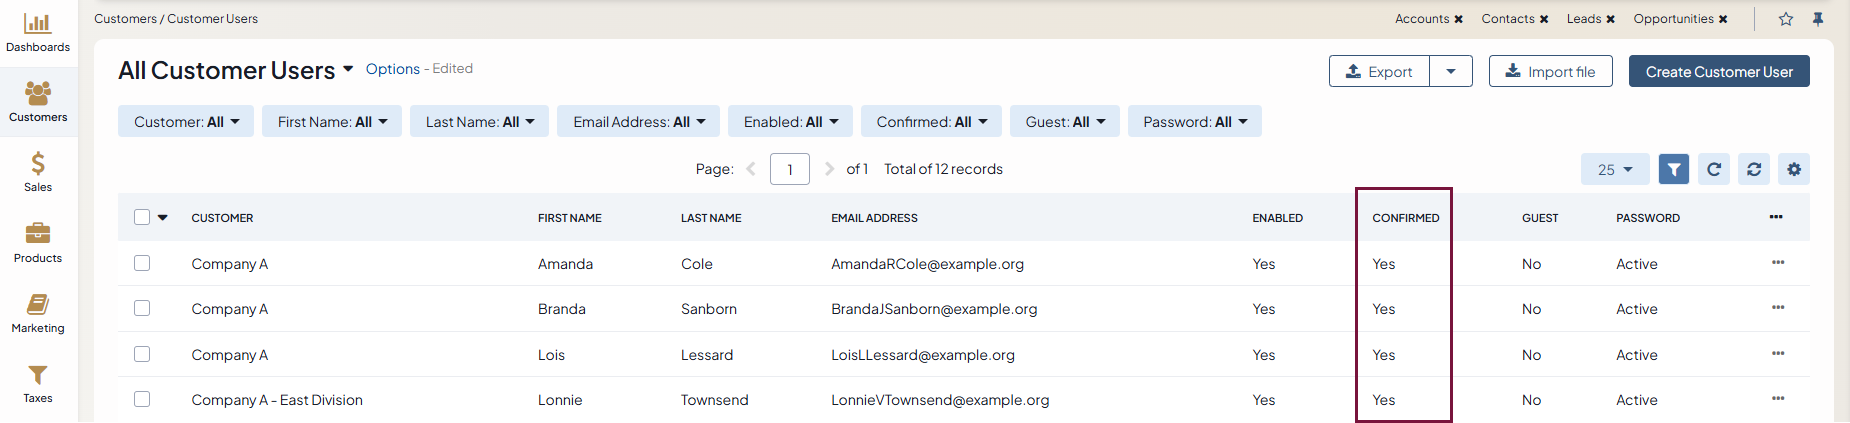 Customers / Customer Users
Accounts ✖ Contacts ✖ Leads ✖ Opportunities ✖
Dashboards
Customers
Sales
Products
Marketing
Taxes
All Customer Users Options - Edited
Export Import file Create Customer User
Customer: All First Name: All Last Name: All Email Address: All Enabled: All Confirmed: All Guest: All Password: All
Page: 1 of 1 Total of 12 records 25
CUSTOMER FIRST NAME LAST NAME EMAIL ADDRESS ENABLED CONFIRMED GUEST PASSWORD
Company A Amanda Cole AmandaRCole@example.org Yes Yes No Active
Company A Branda Sanborn BrandaJSanborn@example.org Yes Yes No Active
Company A Lois Lessard LoisLLessard@example.org Yes Yes No Active
Company A - East Division Lonnie Townsend LonnieVTownsend@example.org Yes Yes No Active